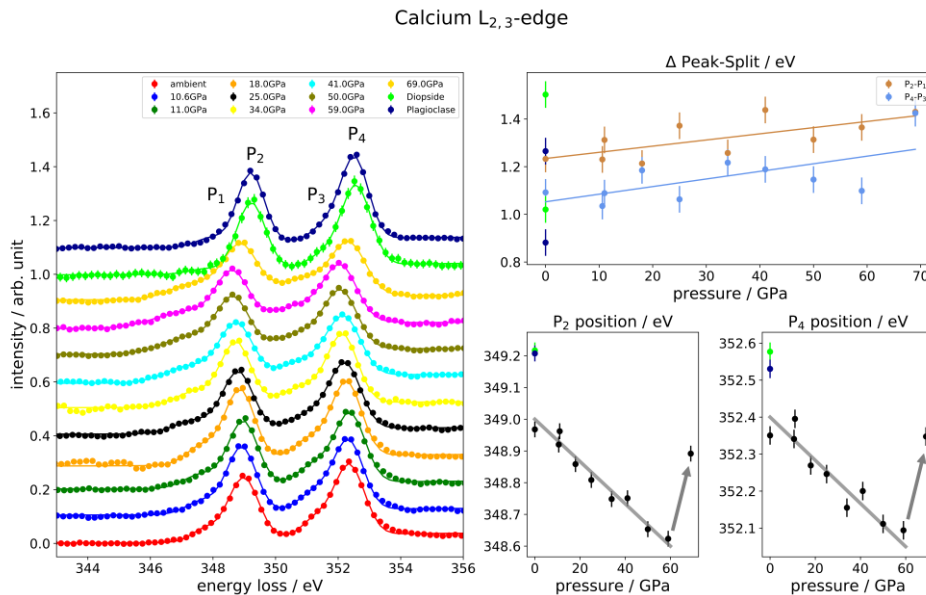 Calcium L2,3-edge
ambient
10.6GPa
11.0GPa
18.0GPa
25.0GPa
34.0GPa
41.0GPa
50.0GPa
59.0GPa
69.0GPa
Diopside
Plagioclase
P1
P2
P3
P4
intensity / arb. unit
1.6
1.4
1.2
1.0
0.8
0.6
0.4
0.2
0.0
344 346 348 350 352 354 356
energy loss / eV
Δ Peak-Split / eV
P2-P1
P4-P3
1.4
1.2
1.0
0.8
0 10 20 30 40 50 60 70
pressure / GPa
P2 position / eV
349.2
349.1
349.0
348.9
348.8
348.7
348.6
0 20 40 60
pressure / GPa
P4 position / eV
352.6
352.5
352.4
352.3
352.2
352.1
0 20 40 60
pressure / GPa